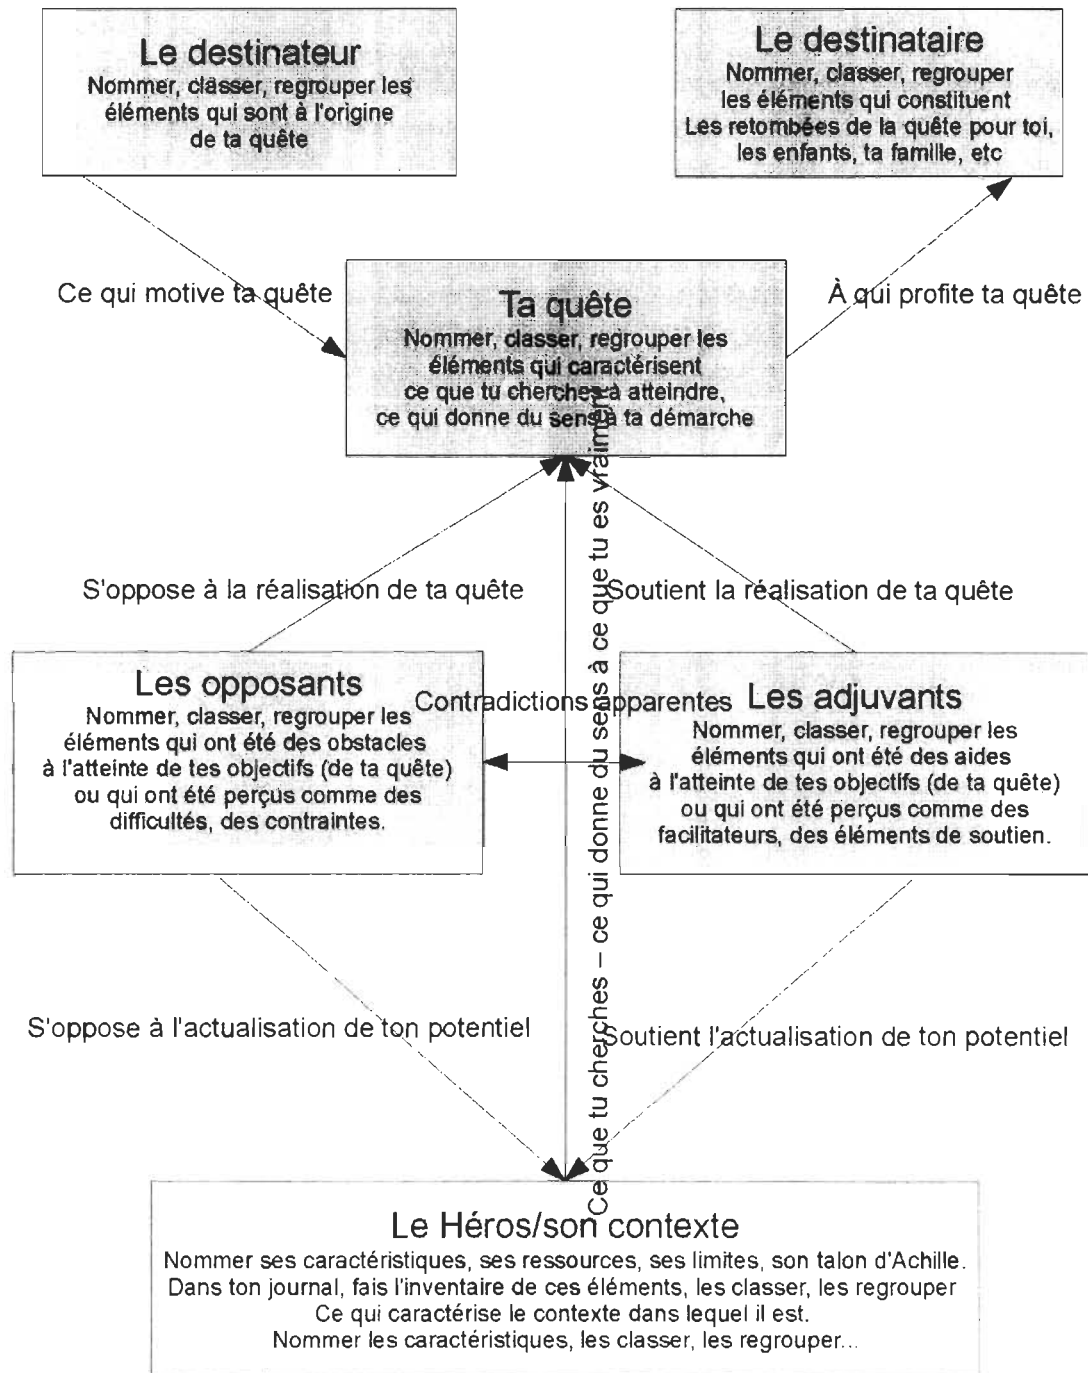 Le destinateur
Nommer, classer, regrouper les
éléments qui sont à l'origine
de ta quête
Le destinataire
Nommer, classer, regrouper
les éléments qui constituent
Les retombées de la quête pour toi,
les enfants, ta famille, etc
Ce qui motive ta quête
À qui profite ta quête
Ta quête
Nommer, classer, regrouper les
éléments qui caractérisent
ce que tu cherches à atteindre,
ce qui donne du sens à ta démarche
S'oppose à la réalisation de ta quête
Soutient la réalisation de ta quête
Ce que tu cherches – ce qui donne du sens à ce que tu es vraiment
Les opposants
Nommer, classer, regrouper les
éléments qui ont été des obstacles
à l'atteinte de tes objectifs (de ta quête)
ou qui ont été perçus comme des
difficultés, des contraintes.
Contradictions apparentes
Les adjuvants
Nommer, classer, regrouper les
éléments qui ont été des aides
à l'atteinte de tes objectifs (de ta quête)
ou qui ont été perçus comme des
facilitateurs, des éléments de soutien.
S'oppose à l'actualisation de ton potentiel
Soutient l'actualisation de ton potentiel
Le Héros/son contexte
Nommer ses caractéristiques, ses ressources, ses limites, son talon d'Achille.
Dans ton journal, fais l'inventaire de ces éléments, les classer, les regrouper
Ce qui caractérise le contexte dans lequel il est.
Nommer les caractéristiques, les classer, les regrouper...